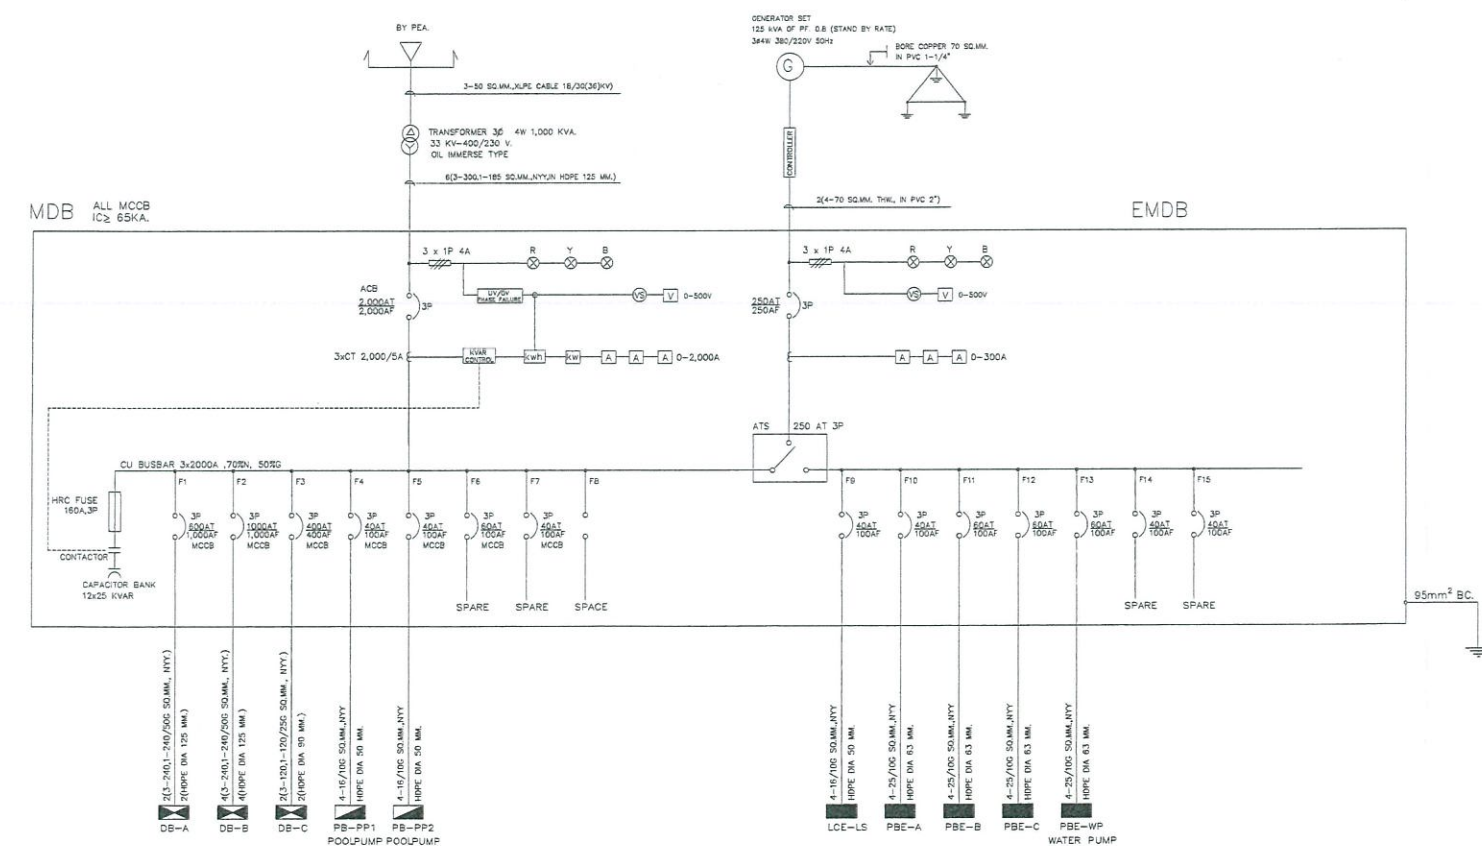 BY PEA.
GENERATOR SET
125 kVA OF PF. 0.8 (STAND BY RATE)
3ø4W 380/220V 50Hz
BORE COPPER 70 SQ.MM.
IN PVC 1-1/4"
G
3-50 SQ.MM.,XLPE CABLE 18/30(36)KV)
TRANSFORMER 3Ø 4W 1,000 KVA.
33 KV-400/230 V.
OIL IMMERSE TYPE
CONTROLLER
6(3-300,1-185 SQ.MM.,NYY,IN HDPE 125 MM.)
2(4-70 SQ.MM. THW, IN PVC 2")
MDB
ALL MCCB
IC≥ 65KA.
EMDB
3 x 1P 4A
R Y B
3 x 1P 4A
R Y B
UV/OV
PHASE FAILURE
VS V 0-500V
VS V 0-500V
ACB
2,000AT
2,000AF
3P
250AT
250AF
3P
3xCT 2,000/5A
KVAR
CONTROL
kwh kw A A A 0-2,000A
A A A 0-300A
ATS 250 AT 3P
CU BUSBAR 3x2000A ,70%N, 50%G
F1 F2 F3 F4 F5 F6 F7 F8 F9 F10 F11 F12 F13 F14 F15
HRC FUSE
160A,3P
3P
600AT
1,000AF
MCCB
3P
1000AT
1,000AF
MCCB
3P
400AT
400AF
MCCB
3P
40AT
100AF
MCCB
3P
40AT
100AF
MCCB
3P
60AT
100AF
MCCB
3P
40AT
100AF
MCCB
3P
40AT
100AF
3P
40AT
100AF
3P
60AT
100AF
3P
60AT
100AF
3P
60AT
100AF
3P
40AT
100AF
3P
40AT
100AF
CONTACTOR
CAPACITOR BANK
12x25 KVAR
SPARE SPARE SPACE
SPARE SPARE
95mm² BC.
2(3-240,1-240/50G SQ.MM., NYY.)
2(HDPE DIA 125 MM.)
4(3-240,1-240/50G SQ.MM., NYY.)
4(HDPE DIA 125 MM.)
2(3-120,1-120/25G SQ.MM., NYY.)
2(HDPE DIA 90 MM.)
4-16/10G SQ.MM.,NYY
HDPE DIA 50 MM.
4-16/10G SQ.MM.,NYY
HDPE DIA 50 MM.
4-16/10G SQ.MM.,NYY
HDPE DIA 50 MM.
4-25/10G SQ.MM.,NYY
HDPE DIA 63 MM.
4-25/10G SQ.MM.,NYY
HDPE DIA 63 MM.
4-25/10G SQ.MM.,NYY
HDPE DIA 63 MM.
4-25/10G SQ.MM.,NYY
HDPE DIA 63 MM.
DB-A DB-B DB-C PB-PP1 PB-PP2
POOLPUMP POOLPUMP
LCE-LS PBE-A PBE-B PBE-C PBE-WP
WATER PUMP